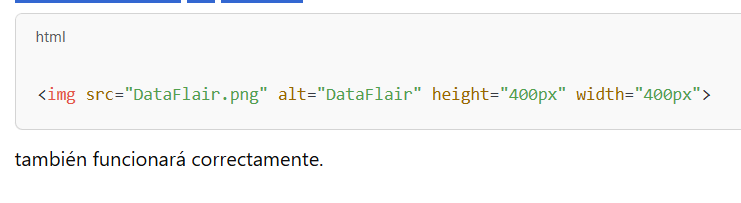 html
<img src="DataFlair.png" alt="DataFlair" height="400px" width="400px">
también funcionará correctamente.